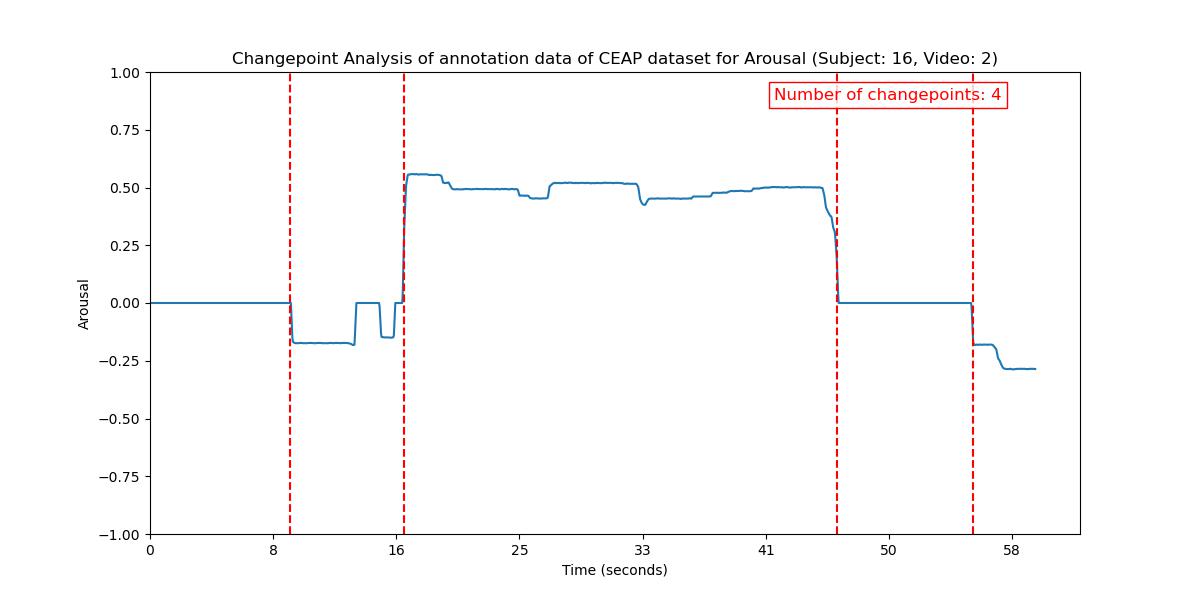 Changepoint Analysis of annotation data of CEAP dataset for Arousal (Subject: 16, Video: 2)
Number of changepoints: 4
1.00
0.75
0.50
0.25
0.00
−0.25
−0.50
−0.75
−1.00
Arousal
0 8 16 25 33 41 50 58
Time (seconds)